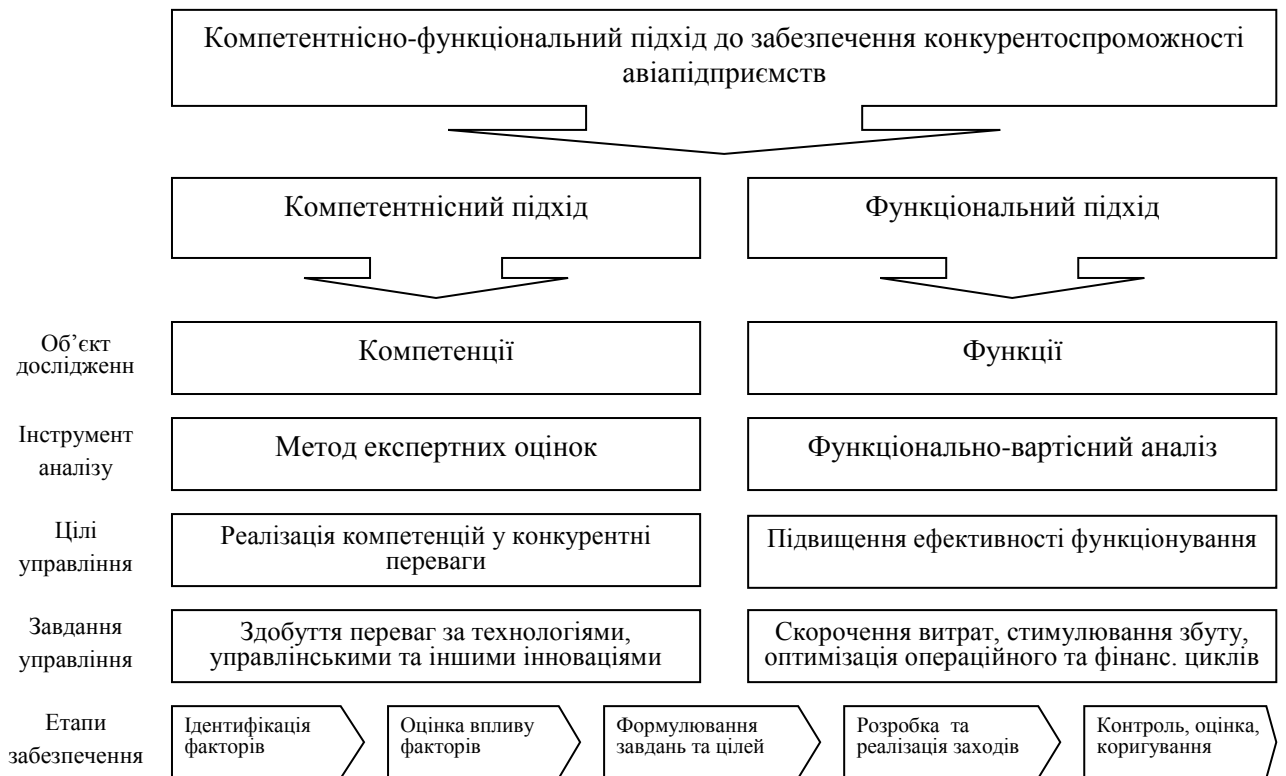 Компетентнісно-функціональний підхід до забезпечення конкурентоспроможності
авіапідприємств
Компетентнісний підхід
Функціональний підхід
Об’єкт
дослідженн
Компетенції
Функції
Інструмент
аналізу
Метод експертних оцінок
Функціонально-вартісний аналіз
Цілі
управління
Реалізація компетенцій у конкурентні
переваги
Підвищення ефективності функціонування
Завдання
управління
Здобуття переваг за технологіями,
управлінськими та іншими інноваціями
Скорочення витрат, стимулювання збуту,
оптимізація операційного та фінанс. циклів
Етапи
забезпечення
Ідентифікація
факторів
Оцінка впливу
факторів
Формулювання
завдань та цілей
Розробка та
реалізація заходів
Контроль, оцінка,
коригування